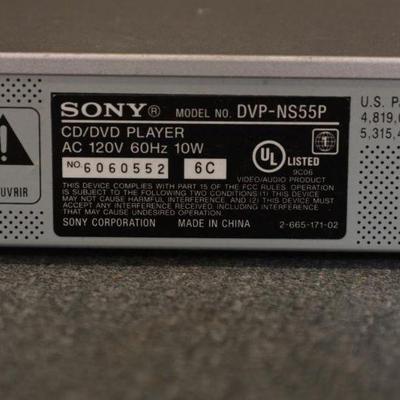 SONY® MODEL NO. DVP-NS55P
CD/DVD PLAYER
AC 120V 60Hz 10W
NO. 6060552 6C
UL® LISTED
9C06
VIDEO/AUDIO PRODUCT
THIS DEVICE COMPLIES WITH PART 15 OF THE FCC RULES. OPERATION
IS SUBJECT TO THE FOLLOWING TWO CONDITIONS: (1) THIS DEVICE
MAY NOT CAUSE HARMFUL INTERFERENCE, AND (2) THIS DEVICE MUST
ACCEPT ANY INTERFERENCE RECEIVED, INCLUDING INTERFERENCE THAT
MAY CAUSE UNDESIRED OPERATION.
SONY CORPORATION MADE IN CHINA 2-665-171-02
!
OUVRIR
U.S. Pa
4,819,
5,315,4